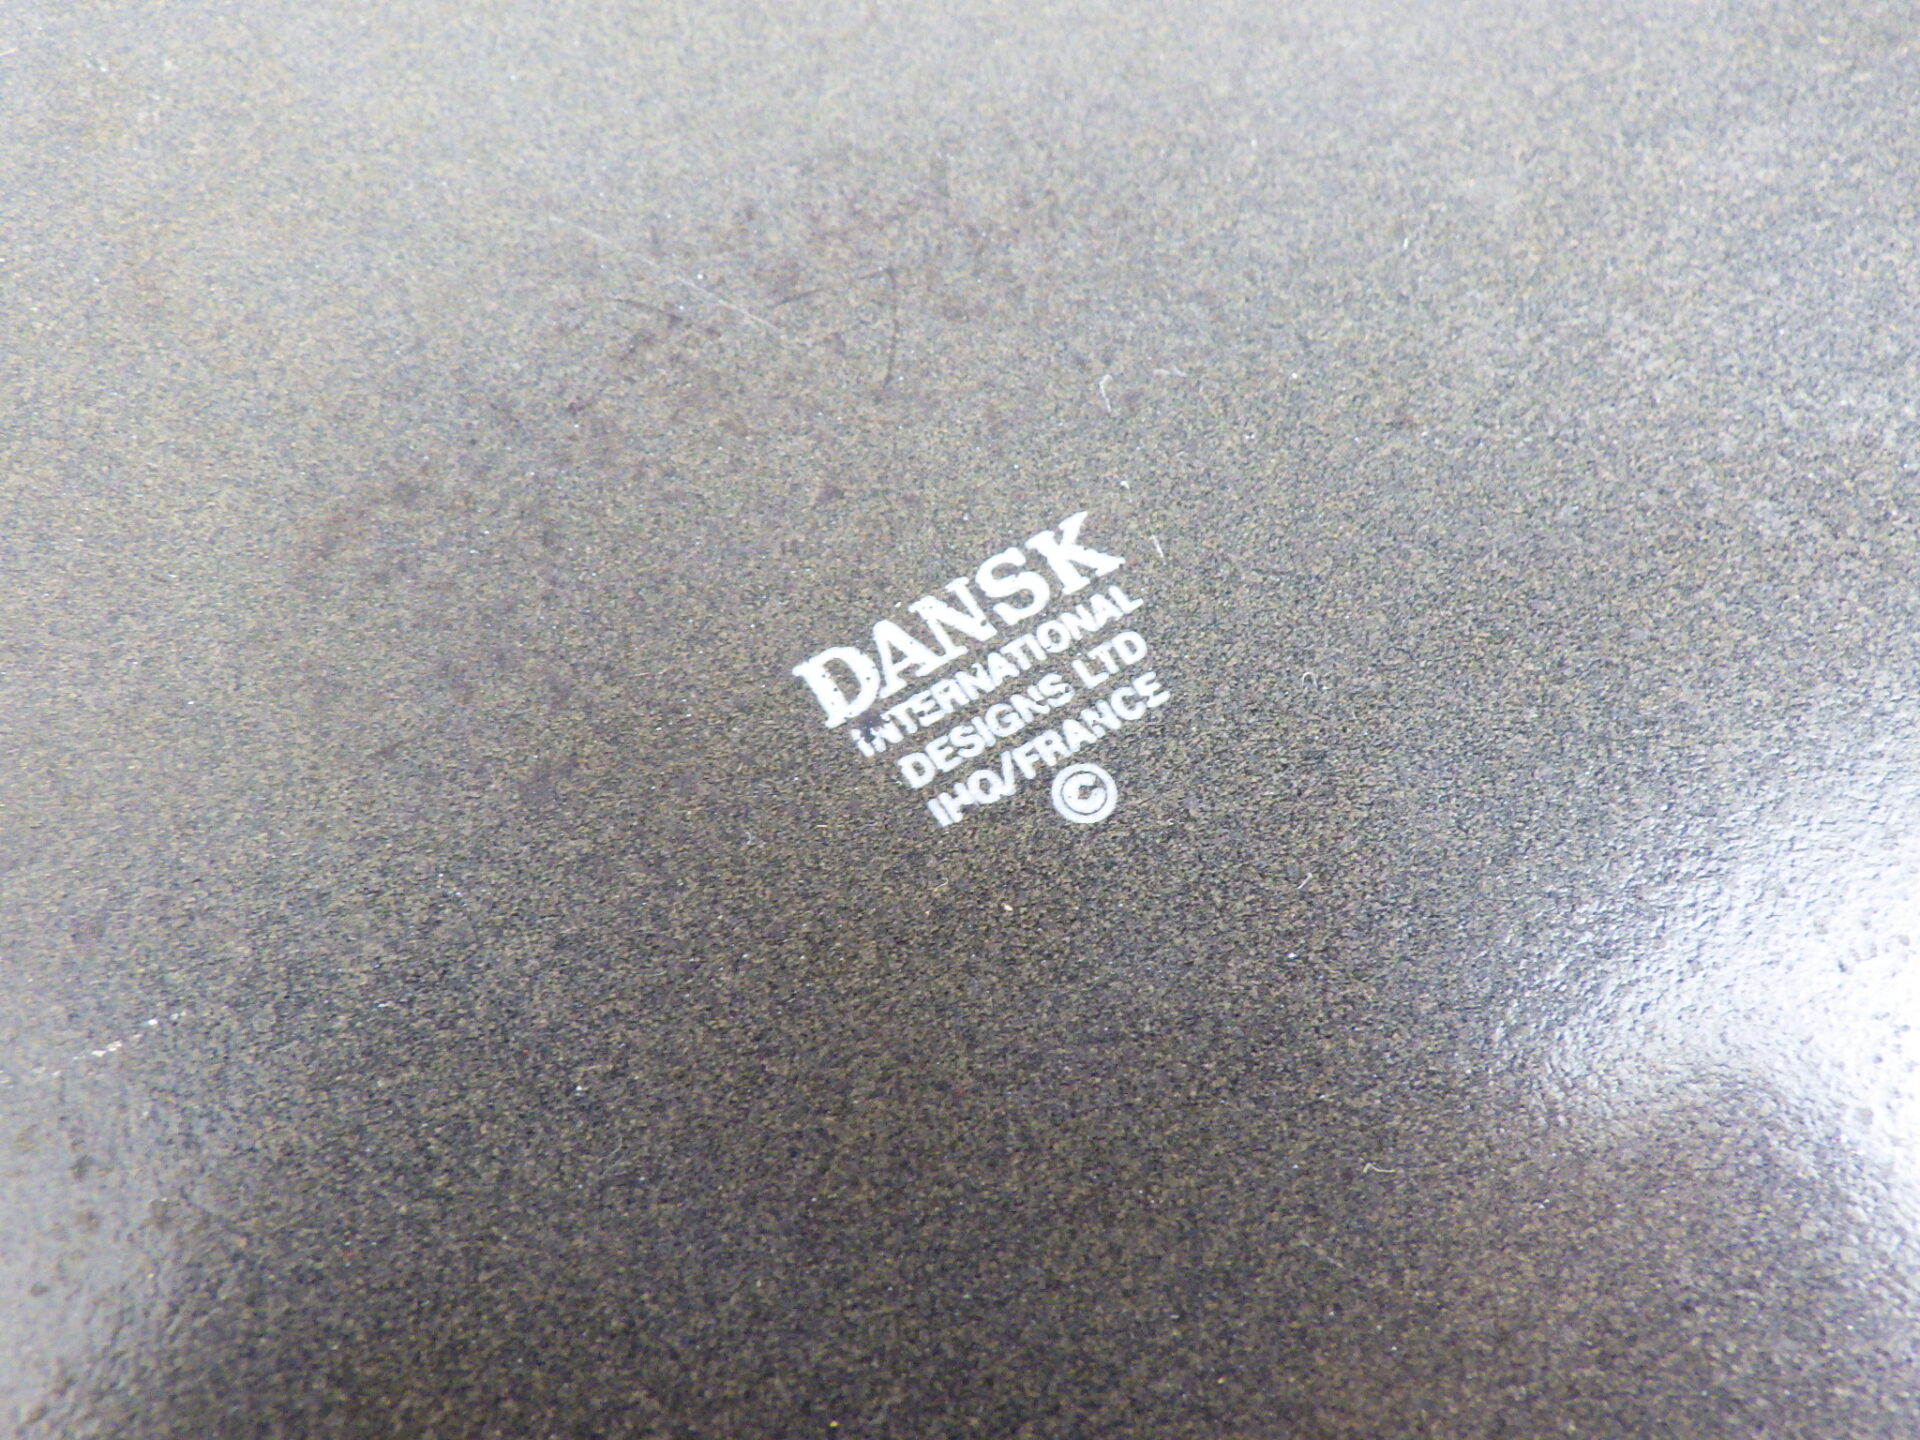 DANSK
INTERNATIONAL
DESIGNS LTD
IHQ/FRANCE
©